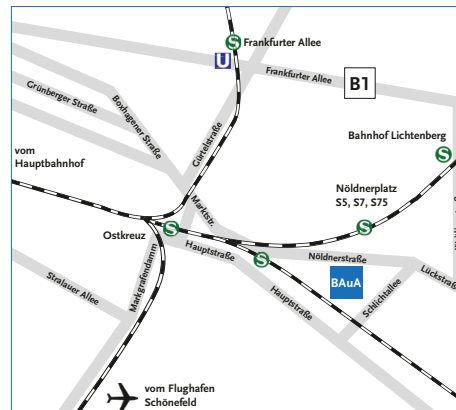 S
Frankfurter Allee
U
Frankfurter Allee
B1
Grünberger Straße
Boxhagener Straße
Gürtelstraße
Bahnhof Lichtenberg
S
vom
Hauptbahnhof
Nöldnerplatz
S5, S7, S75
Marktstr.
Ostkreuz
S
S
Hauptstraße
S
Nöldnerstraße
Markgrafendamm
Stralauer Allee
BAuA
Schlichtallee
Lückstraße
Hauptstraße
vom Flughafen
Schönefeld